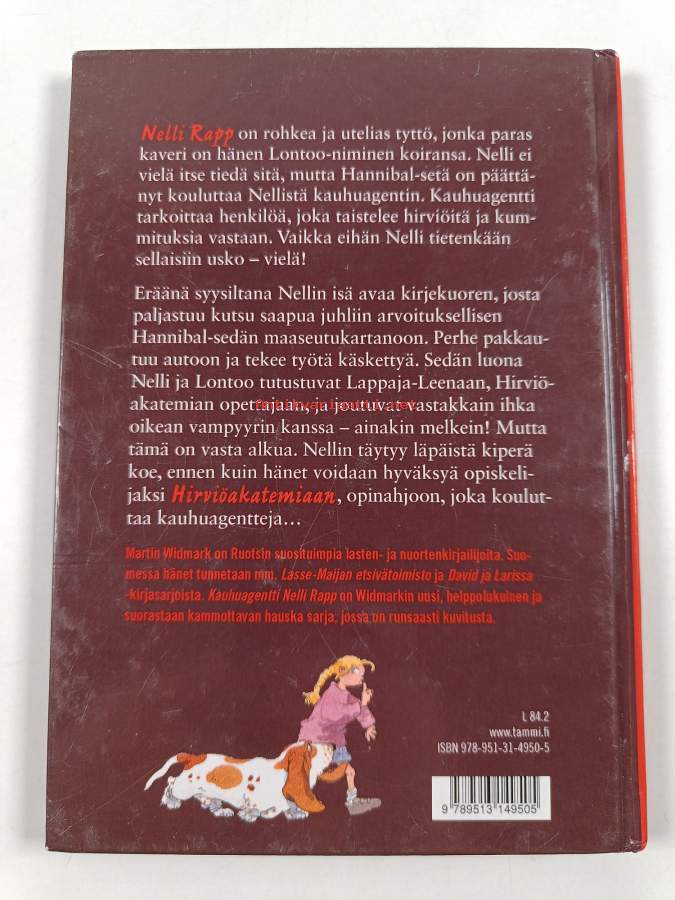 Nelli Rapp on rohkea ja utelias tyttö, jonka paras
kaveri on hänen Lontoo-niminen koiransa. Nelli ei
vielä itse tiedä sitä, mutta Hannibal-setä on päättä-
nyt kouluttaa Nellistä kauhuagentin. Kauhuagentti
tarkoittaa henkilöä, joka taistelee hirviöitä ja kum-
mituksia vastaan. Vaikka eihän Nelli tietenkään
sellaisiin usko – vielä!
Eräänä syysiltana Nellin isä avaa kirjekuoren, josta
paljastuu kutsu saapua juhliin arvoituksellisen
Hannibal-sedän maaseutukartanoon. Perhe pakkau-
tuu autoon ja tekee työtä käskettyä. Sedän luona
Nelli ja Lontoo tutustuvat Lappaja-Leenaan, Hirviö-
akatemian opettajaan, ja joutuvat vastakkain ihka
oikean vampyyrin kanssa – ainakin melkein! Mutta
tämä on vasta alkua. Nellin täytyy läpäistä kiperä
koe, ennen kuin hänet voidaan hyväksyä opiskeli-
jaksi Hirviöakatemiaan, opinahjoon, joka koulut-
taa kauhuagentteja...
Martin Widmark on Ruotsin suosituimpia lasten- ja nuortenkirjailijoita. Suo-
messa hänet tunnetaan mm. Lasse-Maijan etsivätoimisto ja David ja Larissa
-kirjasarjoista. Kauhuagentti Nelli Rapp on Widmarkin uusi, helppolukuinen ja
suorastaan kammottavan hauska sarja, jossa on runsaasti kuvitusta.
L 84.2
www.tammi.fi
ISBN 978-951-31-4950-5
9 789513 149505